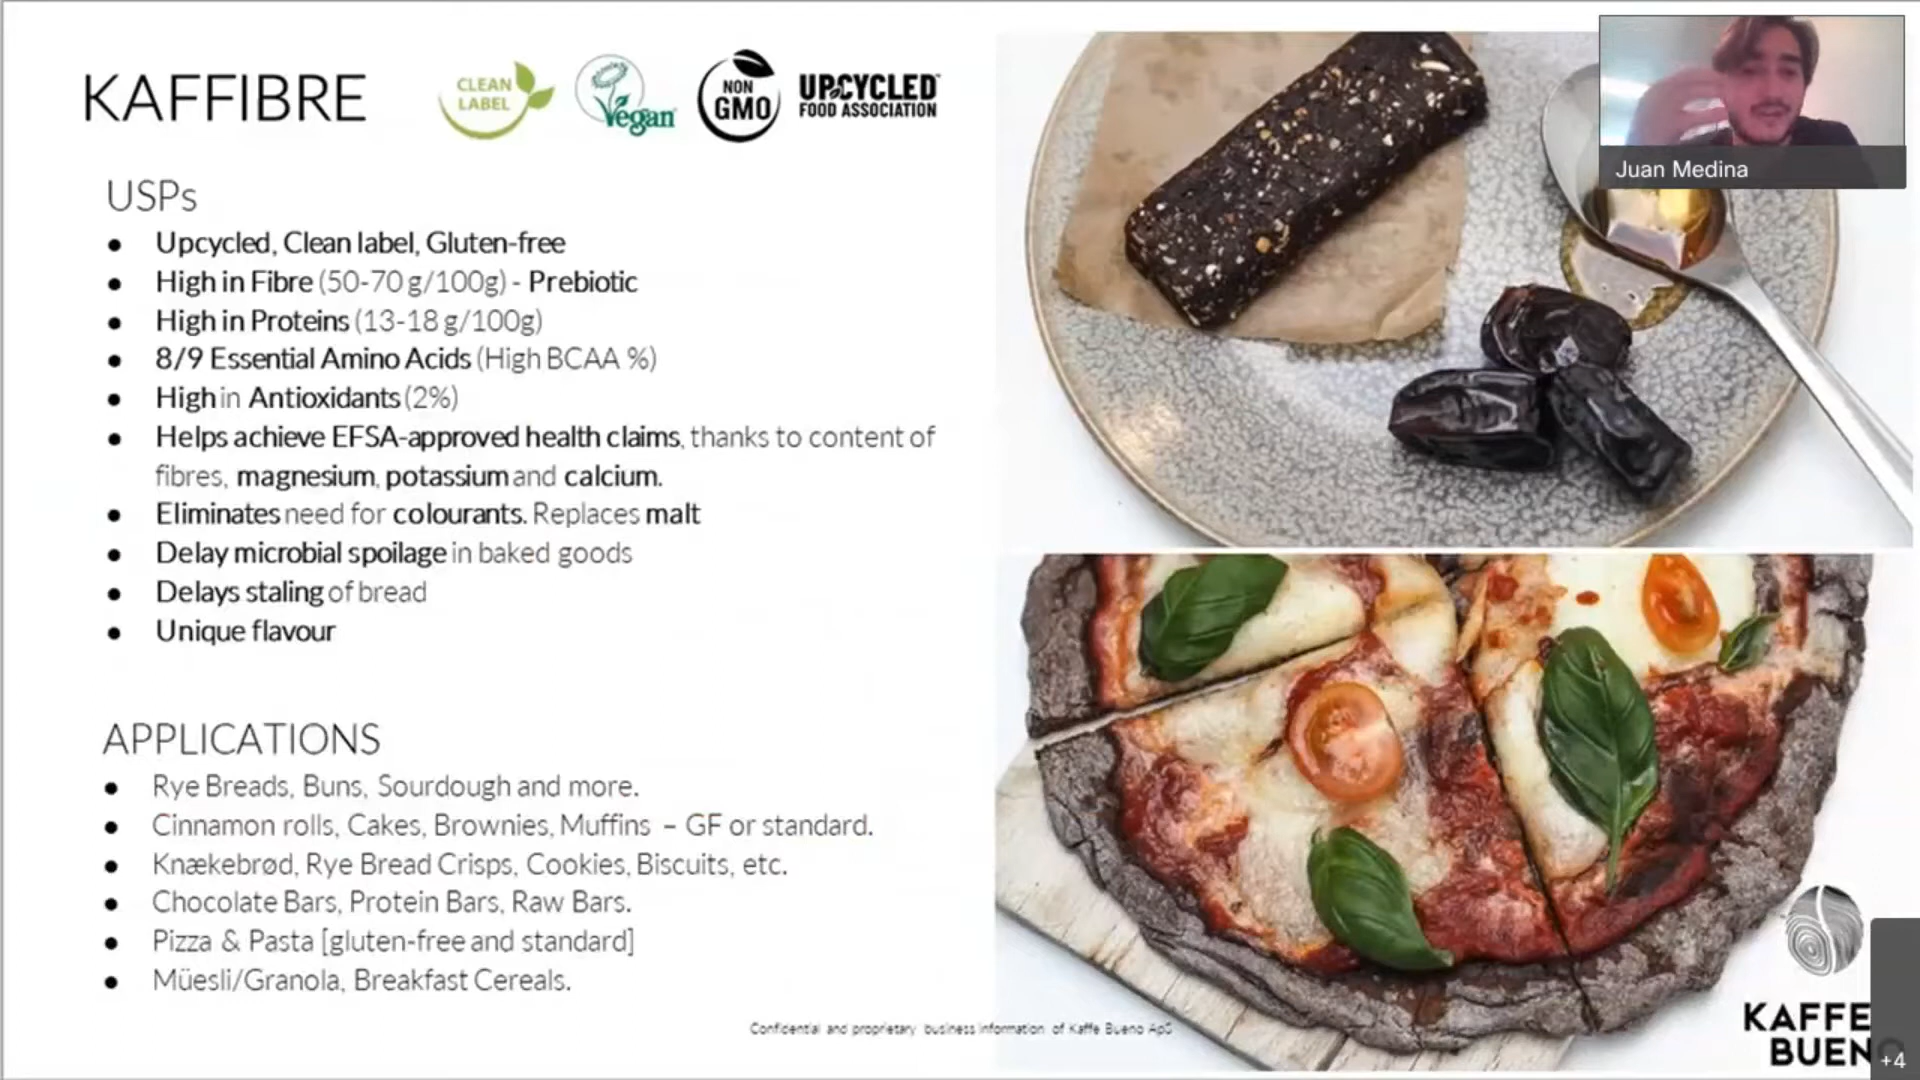 KAFFIBRE
CLEAN
LABEL
Vegan
NON
GMO
UPCYCLED™
FOOD ASSOCIATION
Juan Medina
USPs
● Upcycled, Clean label, Gluten-free
● High in Fibre (50-70 g/100g) - Prebiotic
● High in Proteins (13-18 g/100g)
● 8/9 Essential Amino Acids (High BCAA %)
● High in Antioxidants (2%)
● Helps achieve EFSA-approved health claims, thanks to content of
fibres, magnesium, potassium and calcium.
● Eliminates need for colourants. Replaces malt
● Delay microbial spoilage in baked goods
● Delays staling of bread
● Unique flavour
APPLICATIONS
● Rye Breads, Buns, Sourdough and more.
● Cinnamon rolls, Cakes, Brownies, Muffins – GF or standard.
● Knækebrød, Rye Bread Crisps, Cookies, Biscuits, etc.
● Chocolate Bars, Protein Bars, Raw Bars.
● Pizza & Pasta [gluten-free and standard]
● Müesli/Granola, Breakfast Cereals.
Confidential and proprietary business information of Kaffe Bueno ApS
KAFFE
BUENO
+4